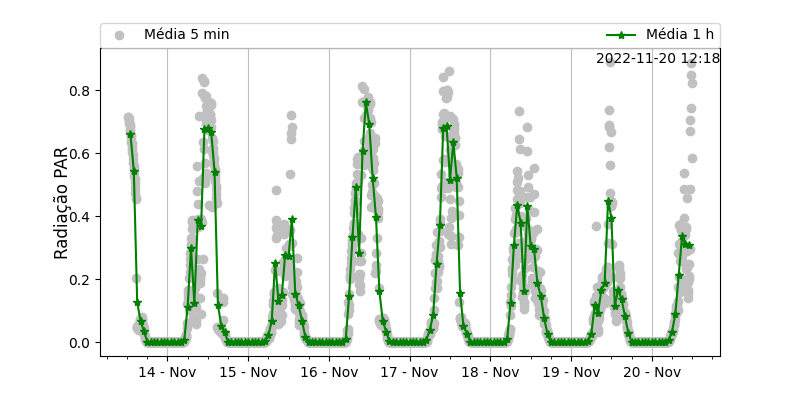 Média 5 min
Média 1 h
2022-11-20 12:18
Radiação PAR
0.8
0.6
0.4
0.2
0.0
14 - Nov
15 - Nov
16 - Nov
17 - Nov
18 - Nov
19 - Nov
20 - Nov